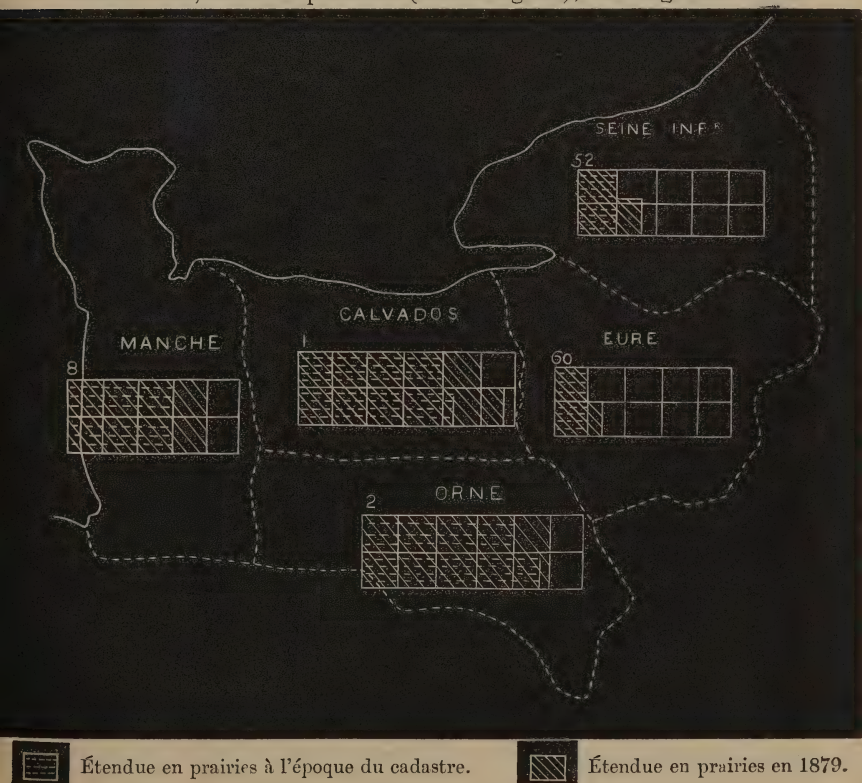 SEINE INFᴿ
52
CALVADOS
1
MANCHE
8
EURE
60
ORNE
2
Étendue en prairies à l'époque du cadastre.
Étendue en prairies en 1879.